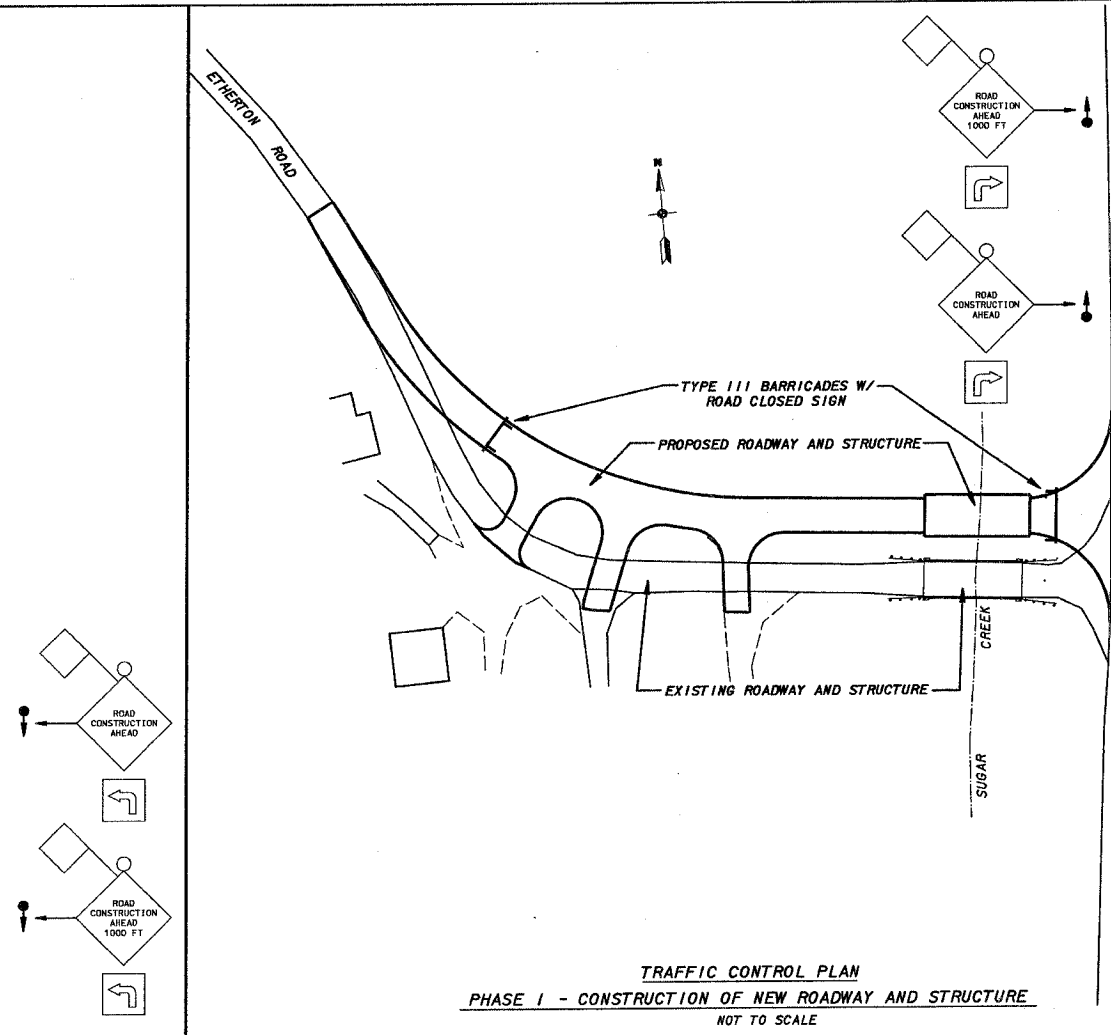 ETHERTON ROAD
N
ROAD
CONSTRUCTION
AHEAD
1000 FT
ROAD
CONSTRUCTION
AHEAD
TYPE III BARRICADES W/
ROAD CLOSED SIGN
PROPOSED ROADWAY AND STRUCTURE
EXISTING ROADWAY AND STRUCTURE
SUGAR CREEK
ROAD
CONSTRUCTION
AHEAD
ROAD
CONSTRUCTION
AHEAD
1000 FT
TRAFFIC CONTROL PLAN
PHASE I - CONSTRUCTION OF NEW ROADWAY AND STRUCTURE
NOT TO SCALE